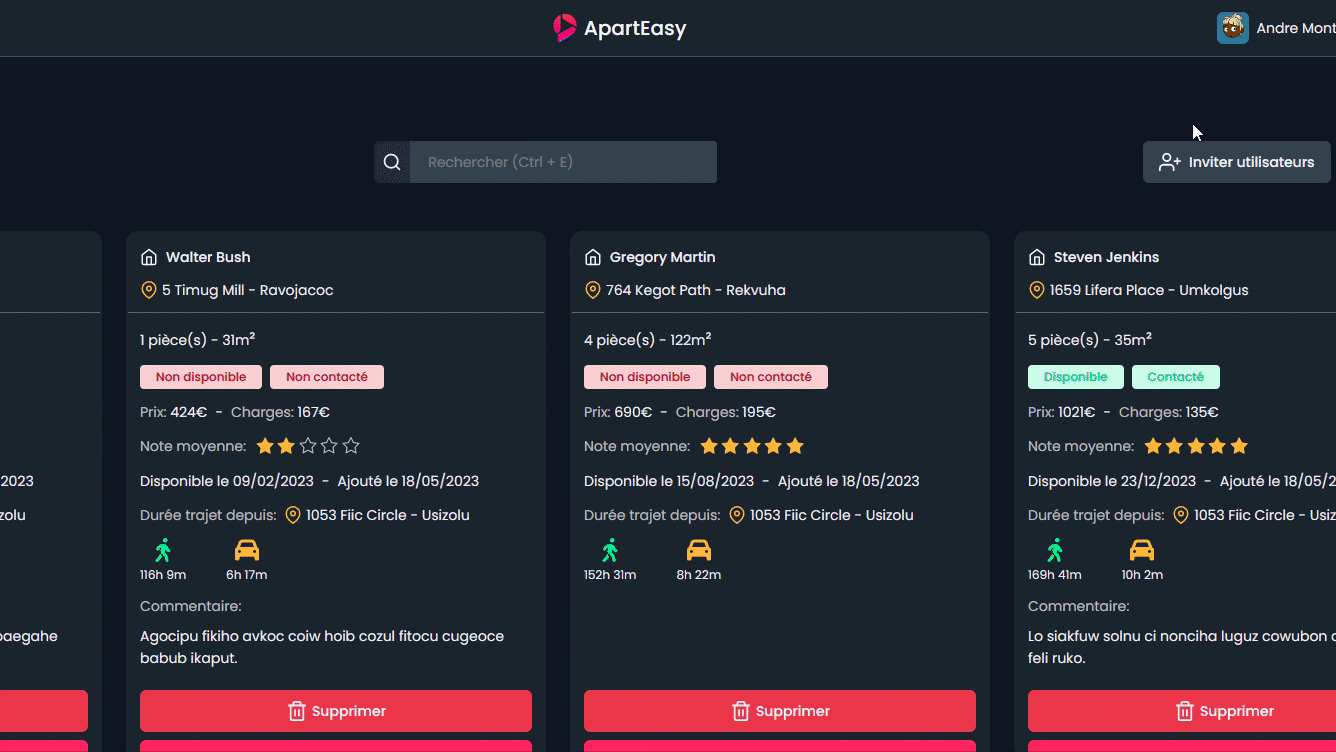 ApartEasy
Andre Mont
Rechercher (Ctrl + E)
Inviter utilisateurs
2023
zolu
paegahe
Walter Bush
5 Timug Mill - Ravojacoc
1 pièce(s) - 31m²
Non disponible Non contacté
Prix: 424€ - Charges: 167€
Note moyenne:
Disponible le 09/02/2023 - Ajouté le 18/05/2023
Durée trajet depuis: 1053 Fiic Circle - Usizolu
116h 9m 6h 17m
Commentaire:
Agocipu fikiho avkoc coiw hoib cozul fitocu cugeoce
babub ikaput.
Supprimer
Gregory Martin
764 Kegot Path - Rekvuha
4 pièce(s) - 122m²
Non disponible Non contacté
Prix: 690€ - Charges: 195€
Note moyenne:
Disponible le 15/08/2023 - Ajouté le 18/05/2023
Durée trajet depuis: 1053 Fiic Circle - Usizolu
152h 31m 8h 22m
Supprimer
Steven Jenkins
1659 Lifera Place - Umkolgus
5 pièce(s) - 35m²
Disponible Contacté
Prix: 1021€ - Charges: 135€
Note moyenne:
Disponible le 23/12/2023 - Ajouté le 18/05/2
Durée trajet depuis: 1053 Fiic Circle - Usiz
169h 41m 10h 2m
Commentaire:
Lo siakfuw solnu ci nonciha luguz cowubon
feli ruko.
Supprimer